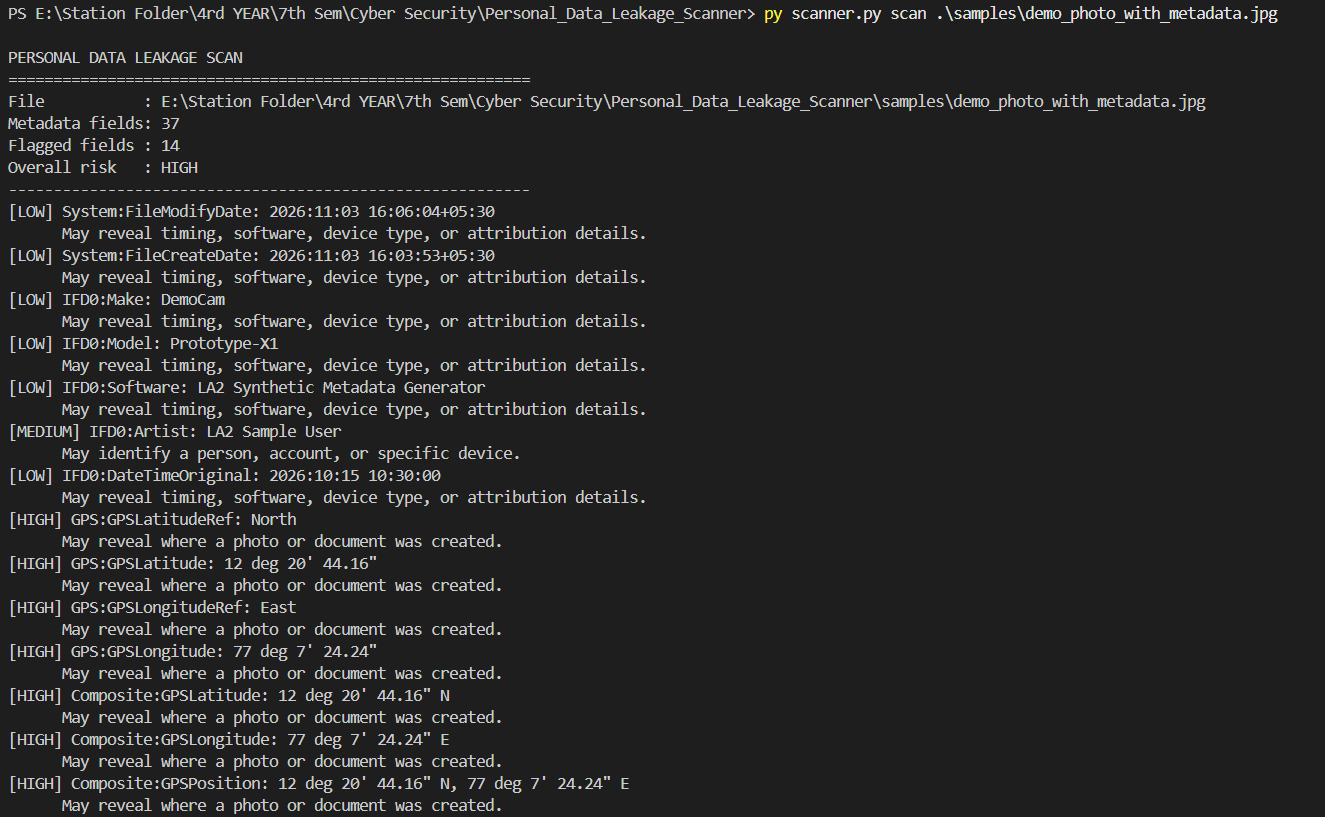 PS E:\Station Folder\4rd YEAR\7th Sem\Cyber Security\Personal_Data_Leakage_Scanner> py scanner.py scan .\samples\demo_photo_with_metadata.jpg
PERSONAL DATA LEAKAGE SCAN
==========================================================
File           : E:\Station Folder\4rd YEAR\7th Sem\Cyber Security\Personal_Data_Leakage_Scanner\samples\demo_photo_with_metadata.jpg
Metadata fields: 37
Flagged fields : 14
Overall risk   : HIGH
----------------------------------------------------------
[LOW] System:FileModifyDate: 2026:11:03 16:06:04+05:30
      May reveal timing, software, device type, or attribution details.
[LOW] System:FileCreateDate: 2026:11:03 16:03:53+05:30
      May reveal timing, software, device type, or attribution details.
[LOW] IFD0:Make: DemoCam
      May reveal timing, software, device type, or attribution details.
[LOW] IFD0:Model: Prototype-X1
      May reveal timing, software, device type, or attribution details.
[LOW] IFD0:Software: LA2 Synthetic Metadata Generator
      May reveal timing, software, device type, or attribution details.
[MEDIUM] IFD0:Artist: LA2 Sample User
      May identify a person, account, or specific device.
[LOW] IFD0:DateTimeOriginal: 2026:10:15 10:30:00
      May reveal timing, software, device type, or attribution details.
[HIGH] GPS:GPSLatitudeRef: North
      May reveal where a photo or document was created.
[HIGH] GPS:GPSLatitude: 12 deg 20' 44.16"
      May reveal where a photo or document was created.
[HIGH] GPS:GPSLongitudeRef: East
      May reveal where a photo or document was created.
[HIGH] GPS:GPSLongitude: 77 deg 7' 24.24"
      May reveal where a photo or document was created.
[HIGH] Composite:GPSLatitude: 12 deg 20' 44.16" N
      May reveal where a photo or document was created.
[HIGH] Composite:GPSLongitude: 77 deg 7' 24.24" E
      May reveal where a photo or document was created.
[HIGH] Composite:GPSPosition: 12 deg 20' 44.16" N, 77 deg 7' 24.24" E
      May reveal where a photo or document was created.